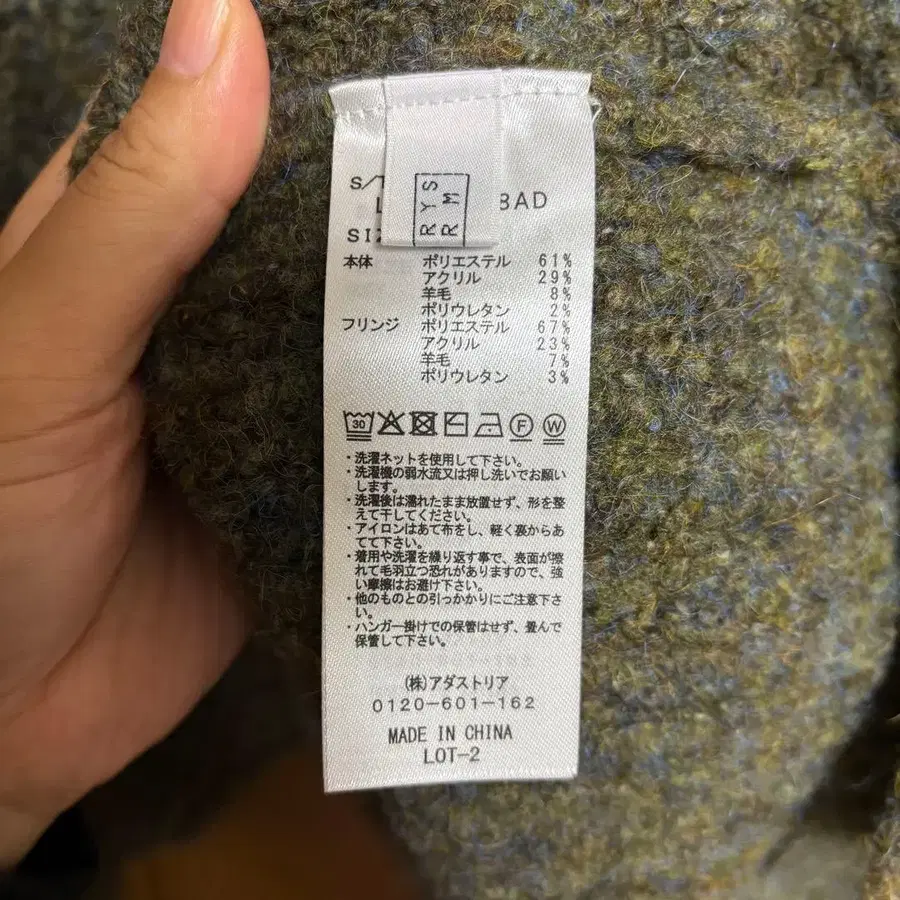 RYS
RM
S/
BAD
SI
本体 ポリエステル 61%
アクリル 29%
羊毛 8%
ポリウレタン 2%
フリンジ ポリエステル 67%
アクリル 23%
羊毛 7%
ポリウレタン 3%
30 F W
・洗濯ネットを使用して下さい。
・洗濯機の弱水流又は押し洗いでお願い
します。
・洗濯後は濡れたまま放置せず、形を整
えて干してください。
・アイロンはあて布をし、軽く裏からあ
てて下さい。
・着用や洗濯を繰り返す事で、表面が擦
れて毛羽立つ恐れがありますので、強
い摩擦はお避け下さい。
・他のものとの引っかかりにご注意下さ
い。
・ハンガー掛けでの保管はせず、畳んで
保管して下さい。
(株)アダストリア
0120-601-162
MADE IN CHINA
LOT-2